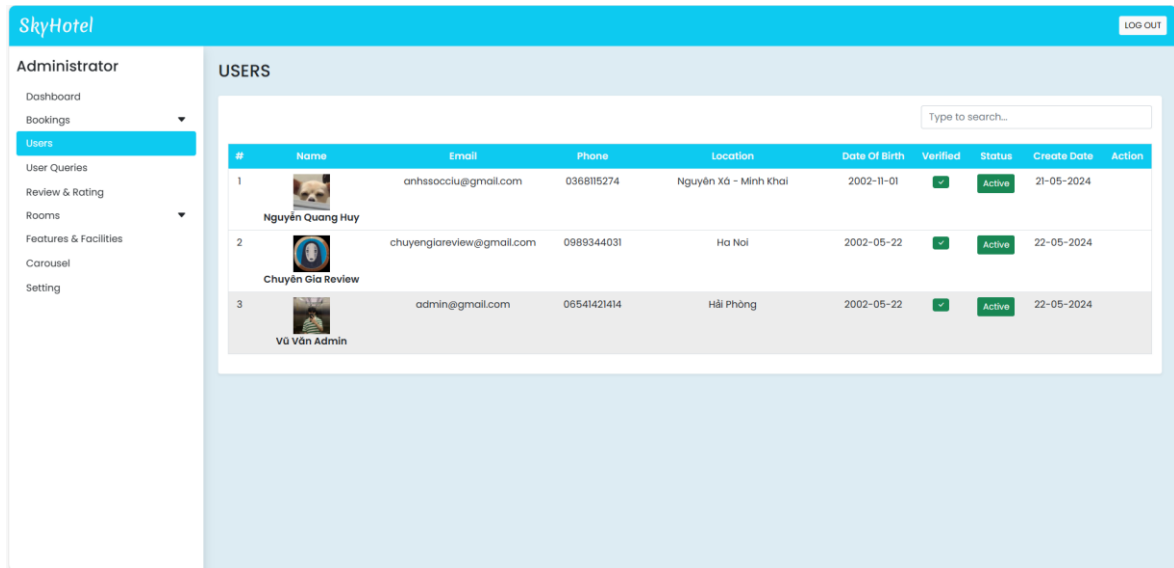 SkyHotel
LOG OUT
Administrator
Dashboard
Bookings
Users
User Queries
Review & Rating
Rooms
Features & Facilities
Carousel
Setting
USERS
Type to search...
# Name Email Phone Location Date Of Birth Verified Status Create Date Action
1 anhssocciu@gmail.com 0368115274 Nguyên Xá - Minh Khai 2002-11-01 Active 21-05-2024
Nguyễn Quang Huy
2 chuyengiareview@gmail.com 0989344031 Ha Noi 2002-05-22 Active 22-05-2024
Chuyên Gia Review
3 admin@gmail.com 06541421414 Hải Phòng 2002-05-22 Active 22-05-2024
Vũ Văn Admin